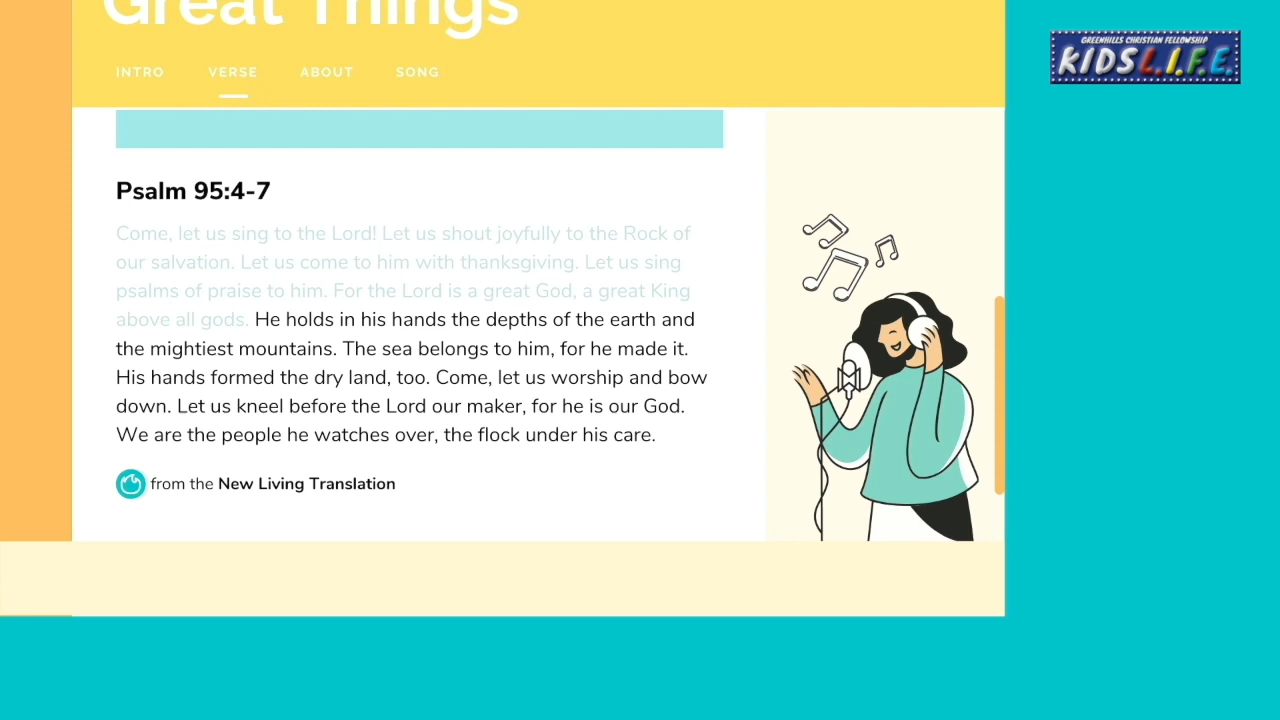 Great Things
INTRO VERSE ABOUT SONG
GREENHILLS CHRISTIAN FELLOWSHIP
KIDS L.I.F.E.
Psalm 95:4-7
Come, let us sing to the Lord! Let us shout joyfully to the Rock of
our salvation. Let us come to him with thanksgiving. Let us sing
psalms of praise to him. For the Lord is a great God, a great King
above all gods. He holds in his hands the depths of the earth and
the mightiest mountains. The sea belongs to him, for he made it.
His hands formed the dry land, too. Come, let us worship and bow
down. Let us kneel before the Lord our maker, for he is our God.
We are the people he watches over, the flock under his care.
from the New Living Translation